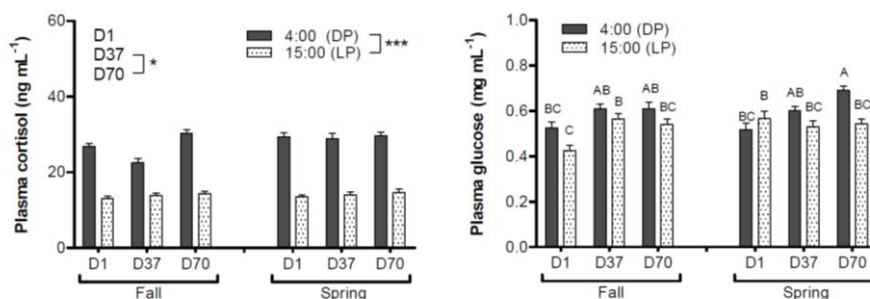 Plasma cortisol (ng mL⁻¹)
60
40
20
0
D1
D37
D70
*
4:00 (DP)
15:00 (LP)
***
D1 D37 D70 D1 D37 D70
Fall Spring
Plasma glucose (mg mL⁻¹)
1.0
0.8
0.6
0.4
0.2
0.0
4:00 (DP)
15:00 (LP)
BC C AB B AB BC BC B AB BC A BC
D1 D37 D70 D1 D37 D70
Fall Spring